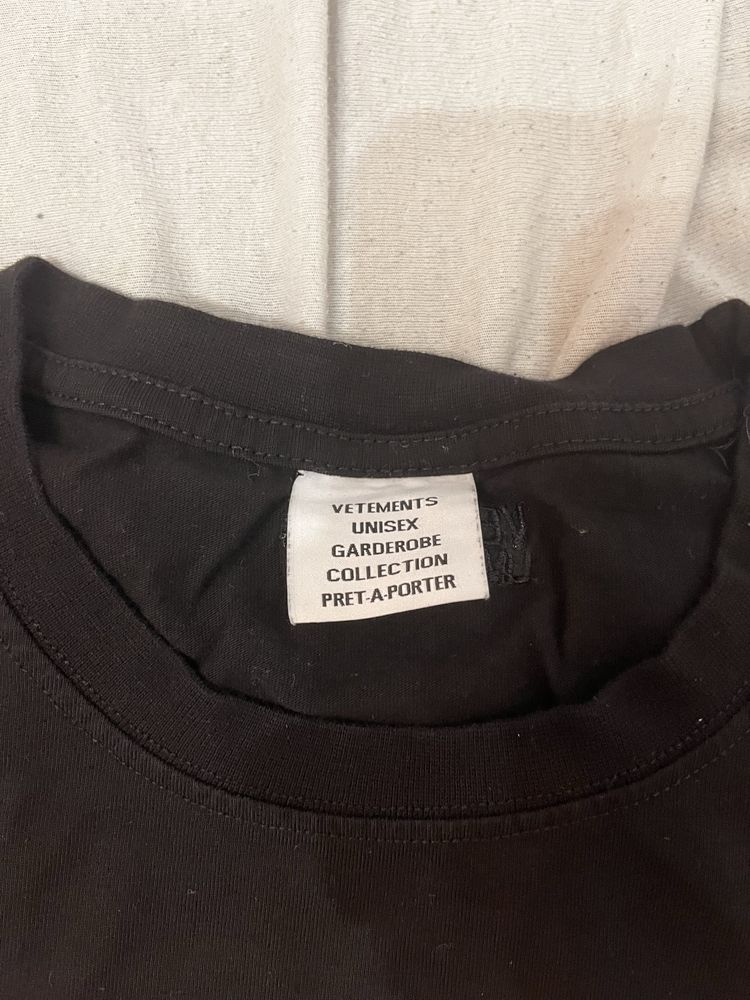 VETEMENTS
UNISEX
GARDEROBE
COLLECTION
PRET-A-PORTER